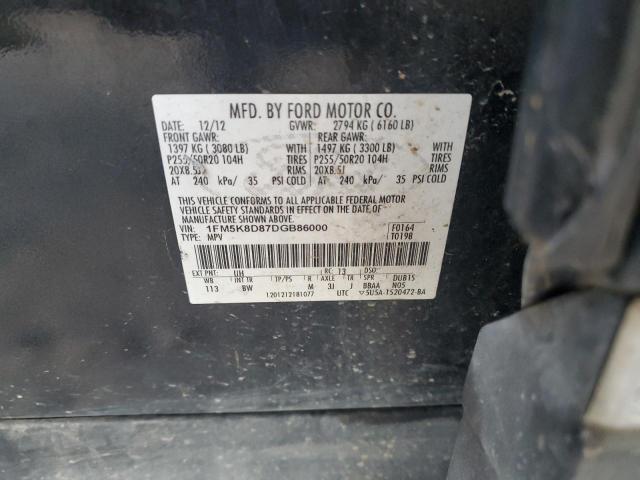 MFD. BY FORD MOTOR CO.
DATE: 12/12 GVWR: 2794 KG ( 6160 LB)
FRONT GAWR: REAR GAWR:
1397 KG ( 3080 LB) WITH 1497 KG ( 3300 LB) WITH
P255/50R20 104H TIRES P255/50R20 104H TIRES
20X8.5J RIMS 20X8.5J RIMS
AT 240 kPa/ 35 PSI COLD AT 240 kPa/ 35 PSI COLD
THIS VEHICLE CONFORMS TO ALL APPLICABLE FEDERAL MOTOR
VEHICLE SAFETY STANDARDS IN EFFECT ON THE DATE OF
MANUFACTURE SHOWN ABOVE.
VIN: 1FM5K8D87DGB86000 F0164
TYPE: MPV T0198
EXT PNT: UH RC: 13 DSO:
WB INT TR TP/PS R AXLE TR SPR DUB15
113 BW M 3J J BBAA N05
1201212181077 UTC ▽5U5A-1520472-BA